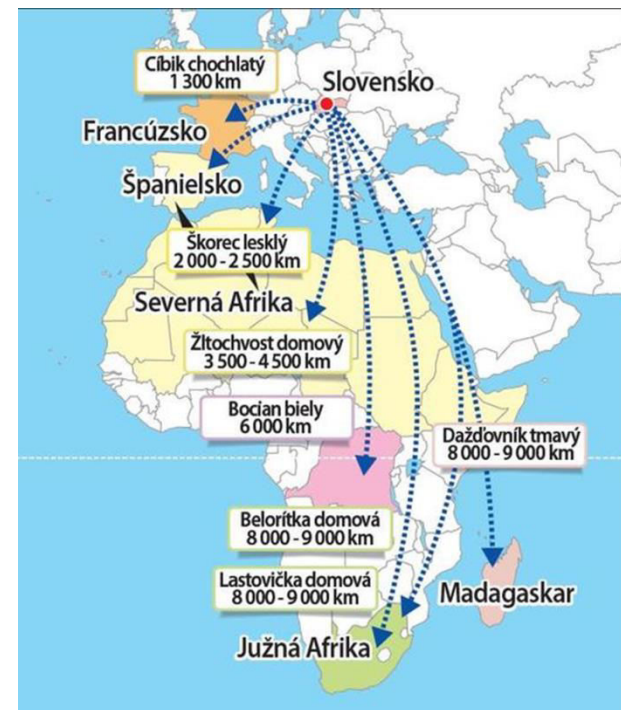 Cíbik chochlatý
1 300 km
Slovensko
Francúzsko
Španielsko
Škorec lesklý
2 000 - 2 500 km
Severná Afrika
Žltochvost domový
3 500 - 4 500 km
Bocian biely
6 000 km
Dažďovník tmavý
8 000 - 9 000 km
Belorítka domová
8 000 - 9 000 km
Lastovička domová
8 000 - 9 000 km
Madagaskar
Južná Afrika